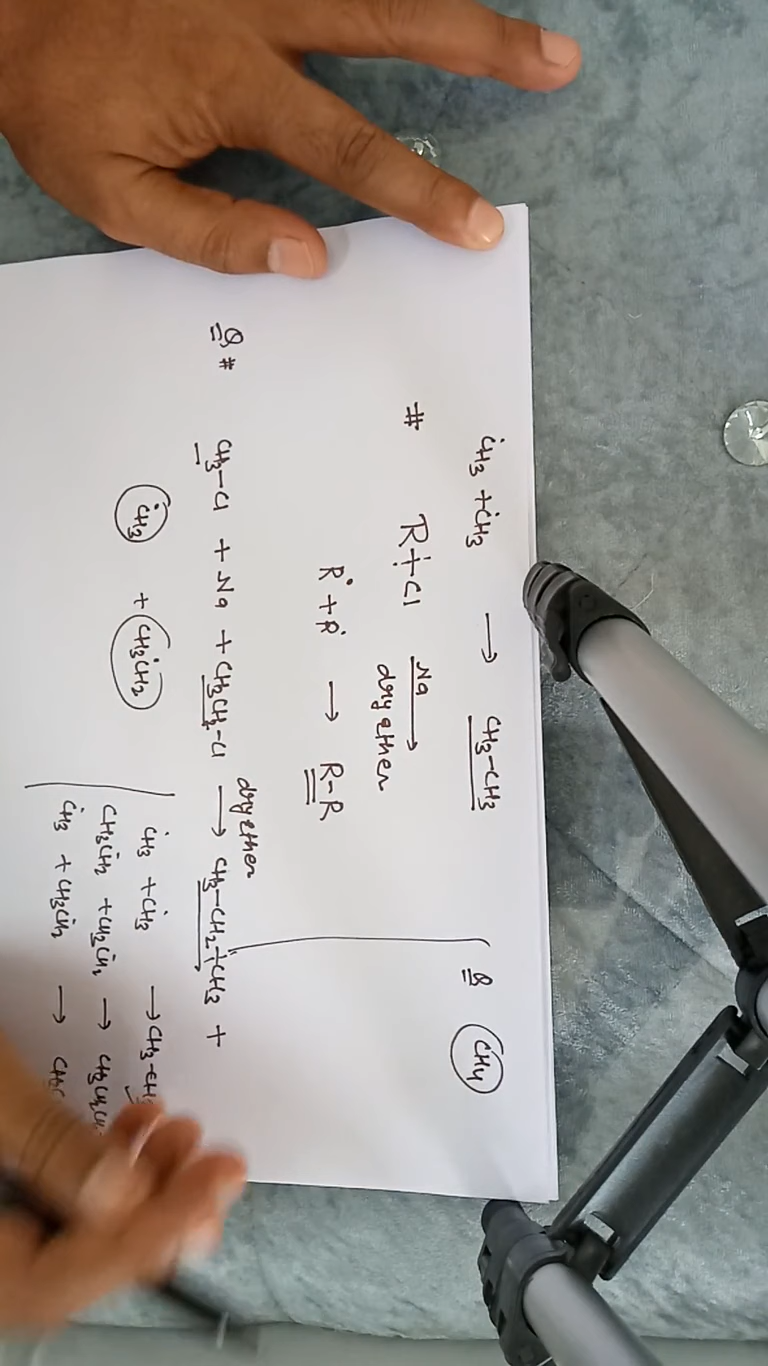 ĊH3 + ĊH3 → CH3-CH3
# R÷Cl Na→ dry ether
Ṙ + Ṙ → R-R
Q CH4
Q # CH3-Cl + Na + CH3CH2-Cl dry ether→ CH3-CH2+CH3 +
ĊH3 + CH3ĊH2
ĊH3 + ĊH3 → CH3-CH3
CH3ĊH2 + CH3ĊH2 →
ĊH3 + CH3ĊH2 →